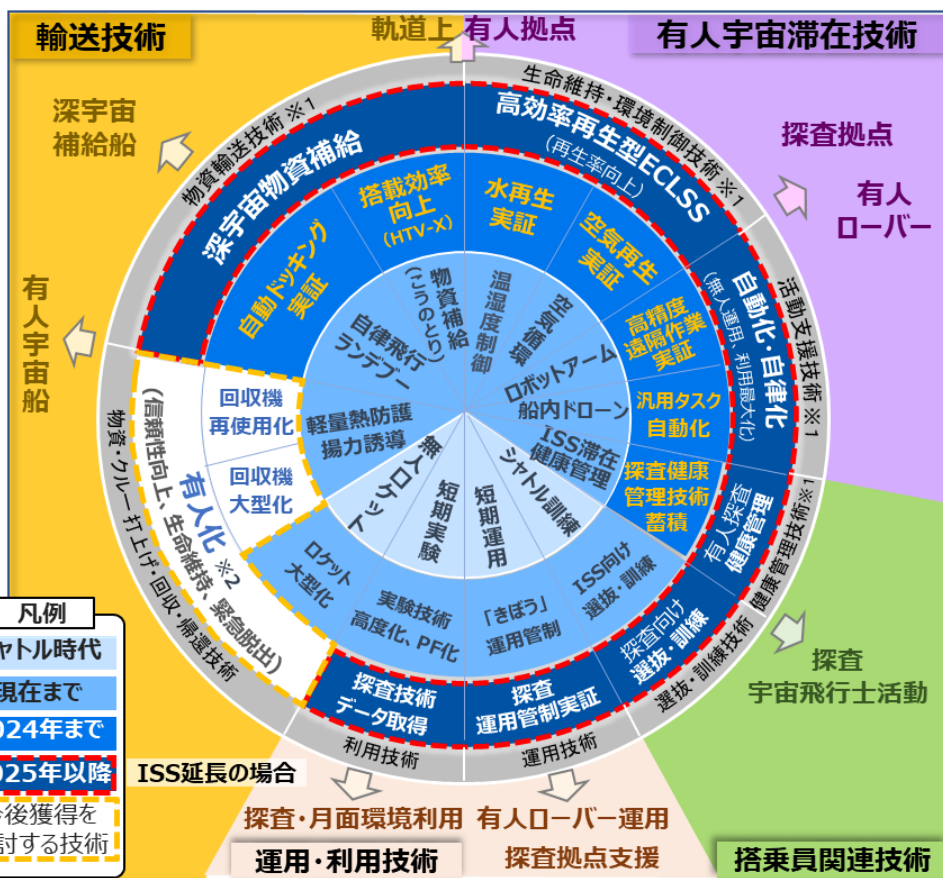 輸送技術
軌道上 有人拠点
有人宇宙滞在技術
深宇宙
補給船
有人宇宙船
探査拠点
有人
ローバー
物資輸送技術※1
生命維持・環境制御技術※1
活動支援技術※1
健康管理技術※1
選抜・訓練技術
運用技術
利用技術
物資・クルー打上げ・回収・帰還技術
深宇宙物資補給
高効率再生型ECLSS
(再生率向上)
自動化・自律化
(無人運用、利用最大化)
有人探査
健康管理
探査向け
選抜・訓練
探査
運用管制実証
探査技術
データ取得
有人化※2
(信頼性向上、生命維持、緊急脱出)
自動ドッキング
実証
搭載効率
向上
(HTV-X)
水再生
実証
空気再生
実証
高精度
遠隔作業
実証
汎用タスク
自動化
探査健康
管理技術
蓄積
ISS向け
選抜・訓練
「きぼう」
運用管制
実験技術
高度化、PF化
ロケット
大型化
回収機
大型化
回収機
再使用化
自律飛行
ランデブー
物資補給
(こうのとり)
温湿度制御
空気循環
ロボットアーム
船内ドローン
ISS滞在
健康管理
シャトル訓練
短期運用
短期実験
無人ロケット
軽量熱防護
揚力誘導
凡例
ャトル時代
現在まで
024年まで
025年以降
ISS延長の場合
後獲得を
討する技術
探査・月面環境利用
有人ローバー運用
探査拠点支援
探査
宇宙飛行士活動
運用・利用技術
搭乗員関連技術